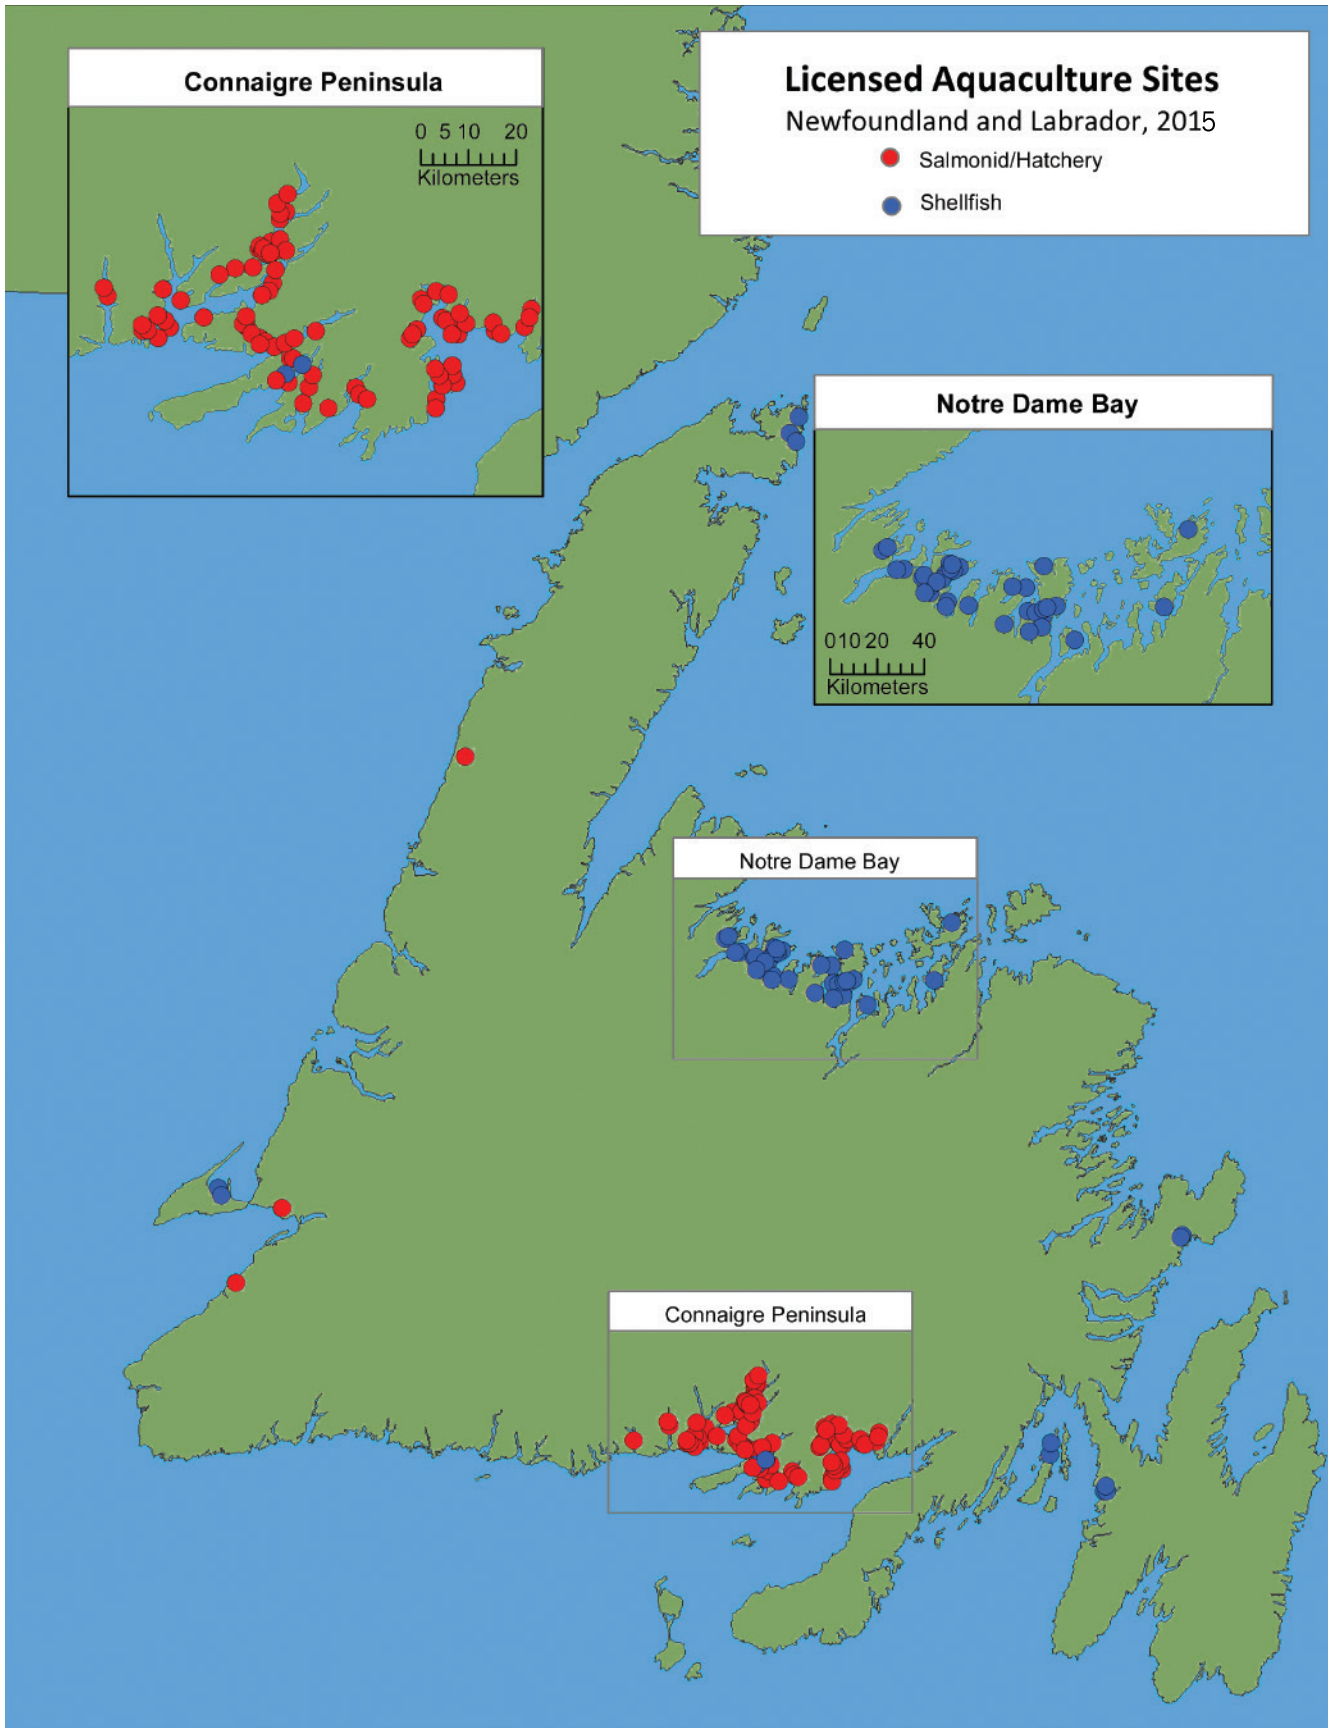 Connaigre Peninsula
0 5 10 20
Kilometers
Licensed Aquaculture Sites
Newfoundland and Labrador, 2015
Salmonid/Hatchery
Shellfish
Notre Dame Bay
0 10 20 40
Kilometers
Notre Dame Bay
Connaigre Peninsula